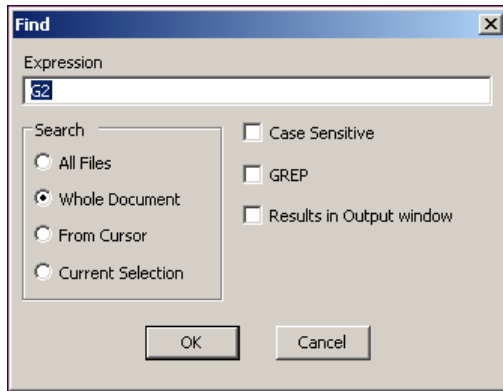 Find
Expression
G2
Search
All Files
Whole Document
From Cursor
Current Selection
Case Sensitive
GREP
Results in Output window
OK
Cancel